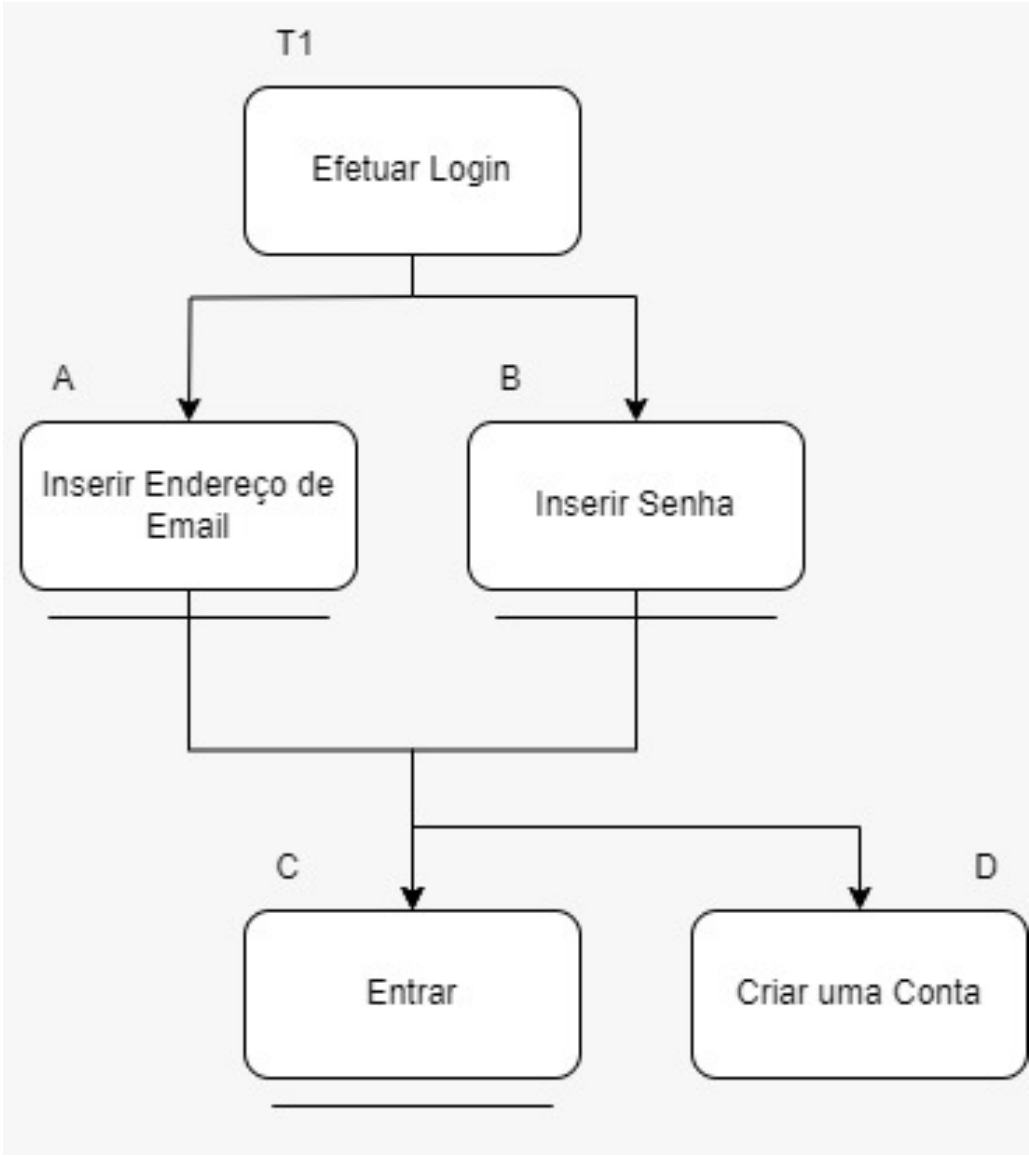 T1
Efetuar Login
A
B
Inserir Endereço de
Email
Inserir Senha
C
D
Entrar
Criar uma Conta